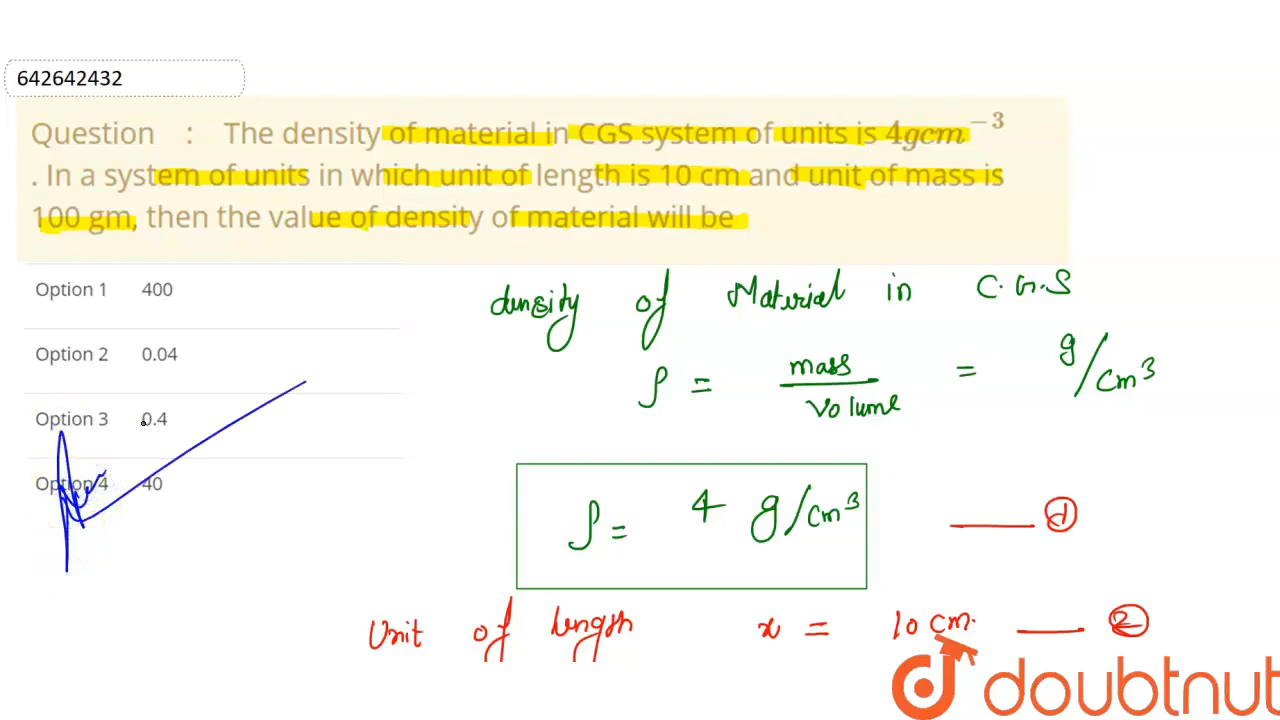 642642432
Question : The density of material in CGS system of units is 4gcm⁻³
. In a system of units in which unit of length is 10 cm and unit of mass is
100 gm, then the value of density of material will be
Option 1 400
Option 2 0.04
Option 3 0.4
Option 4 40
density of Material in C.G.S
ρ = mass / volume = g/cm³
ρ = 4 g/cm³ —— ①
Unit of length x = 10 cm. —— ②
doubtnut